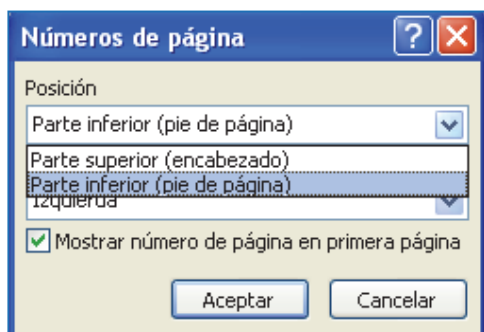 Números de página
Posición
Parte inferior (pie de página)
Parte superior (encabezado)
Parte inferior (pie de página)
Izquierda
Mostrar número de página en primera página
Aceptar Cancelar